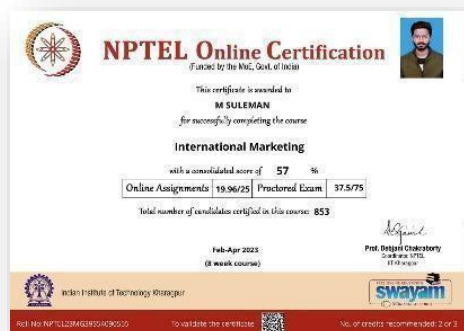 NPTEL Online Certification
(Funded by the MoE, Govt. of India)
This certificate is awarded to
M SULEMAN
for successfully completing the course
International Marketing
with a consolidated score of 57 %
Online Assignments 19.96/25 Proctored Exam 37.5/75
Total number of candidates certified in this course: 853
Feb-Apr 2023
(8 week course)
Prof. Debjani Chakraborty
Coordinator, NPTEL
IIT Kharagpur
Indian Institute of Technology Kharagpur
swayam
Roll No: To validate the certificate No. of credits recommended: 2 or 3